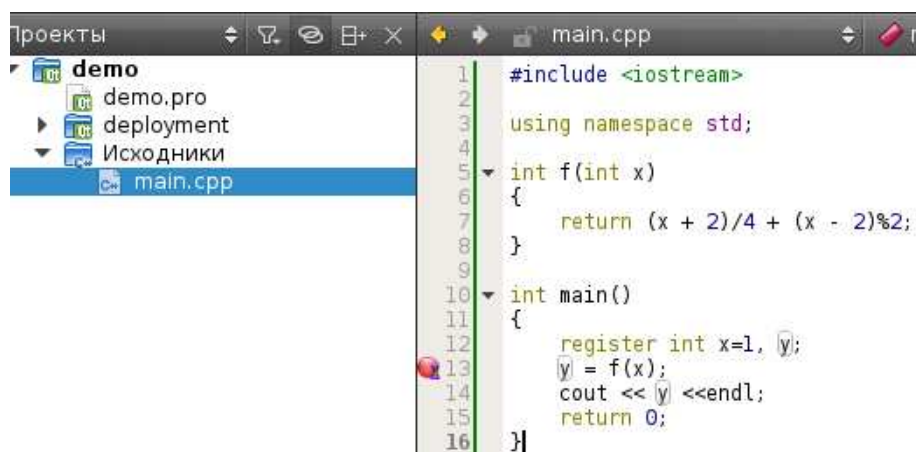 Проекты
demo
demo.pro
deployment
Исходники
main.cpp
main.cpp
1 #include <iostream>
2
3 using namespace std;
4
5 int f(int x)
6 {
7 return (x + 2)/4 + (x - 2)%2;
8 }
9
10 int main()
11 {
12 register int x=1, y;
13 y = f(x);
14 cout << y <<endl;
15 return 0;
16 }